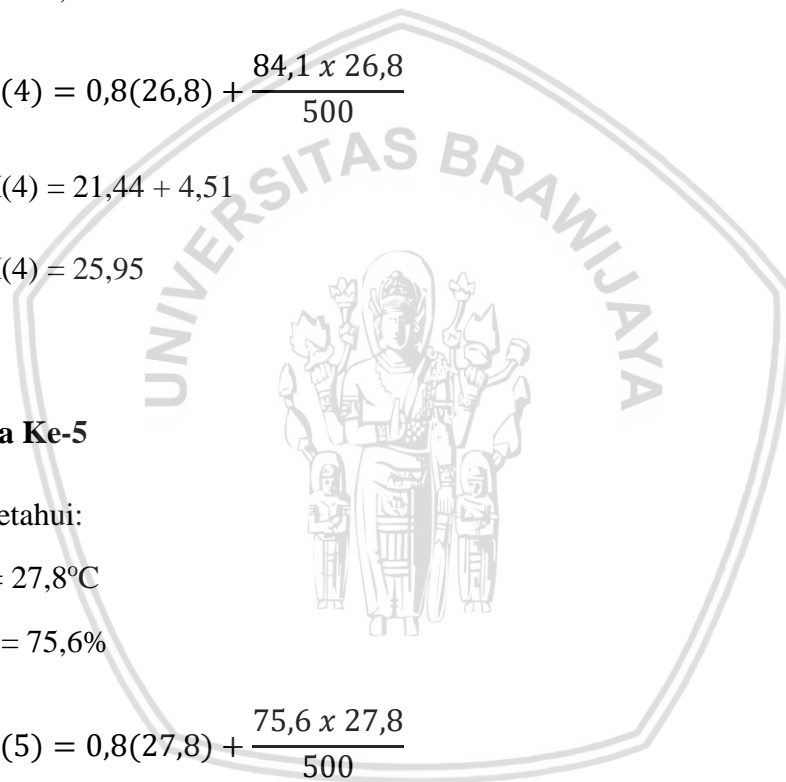 (4) = 0,8(26,8) + 84,1 x 26,8 / 500
(4) = 21,44 + 4,51
(4) = 25,95
UNIVERSITAS BRAWIJAYA
a Ke-5
etahui:
= 27,8°C
= 75,6%
(5) = 0,8(27,8) + 75,6 x 27,8 / 500